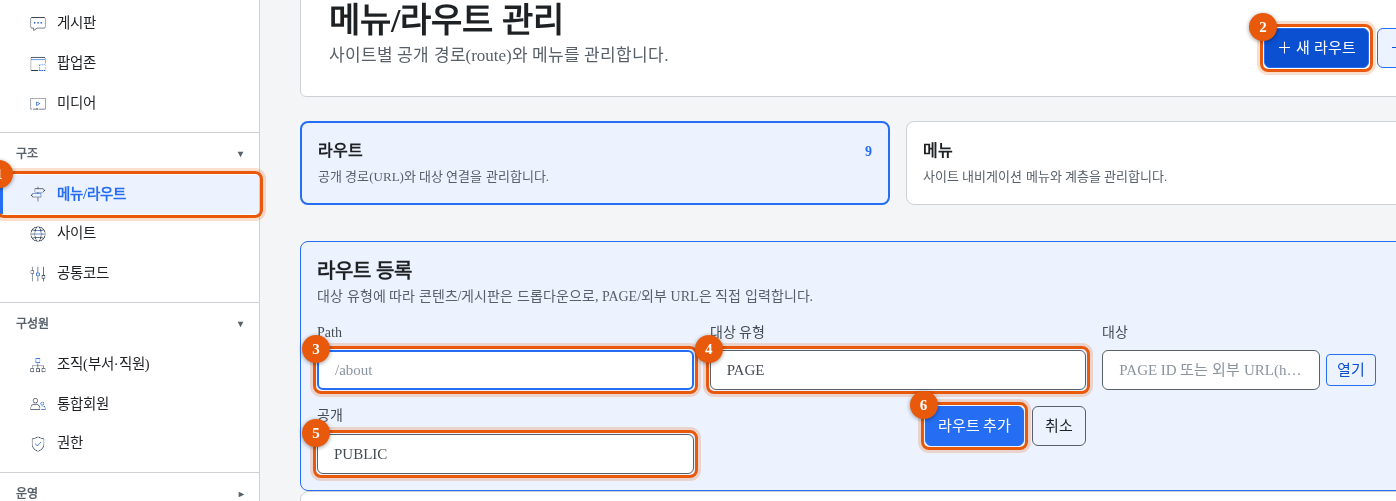 게시판
팝업존
미디어
구조 ▾
1
메뉴/라우트
사이트
공통코드
구성원 ▾
조직(부서·직원)
통합회원
권한
운영 ▸
메뉴/라우트 관리
사이트별 공개 경로(route)와 메뉴를 관리합니다.
2
+ 새 라우트
라우트 9
공개 경로(URL)와 대상 연결을 관리합니다.
메뉴
사이트 내비게이션 메뉴와 계층을 관리합니다.
라우트 등록
대상 유형에 따라 콘텐츠/게시판은 드롭다운으로, PAGE/외부 URL은 직접 입력합니다.
Path 대상 유형 대상
3 /about 4 PAGE PAGE ID 또는 외부 URL(h… 열기
공개
5 PUBLIC
6 라우트 추가 취소